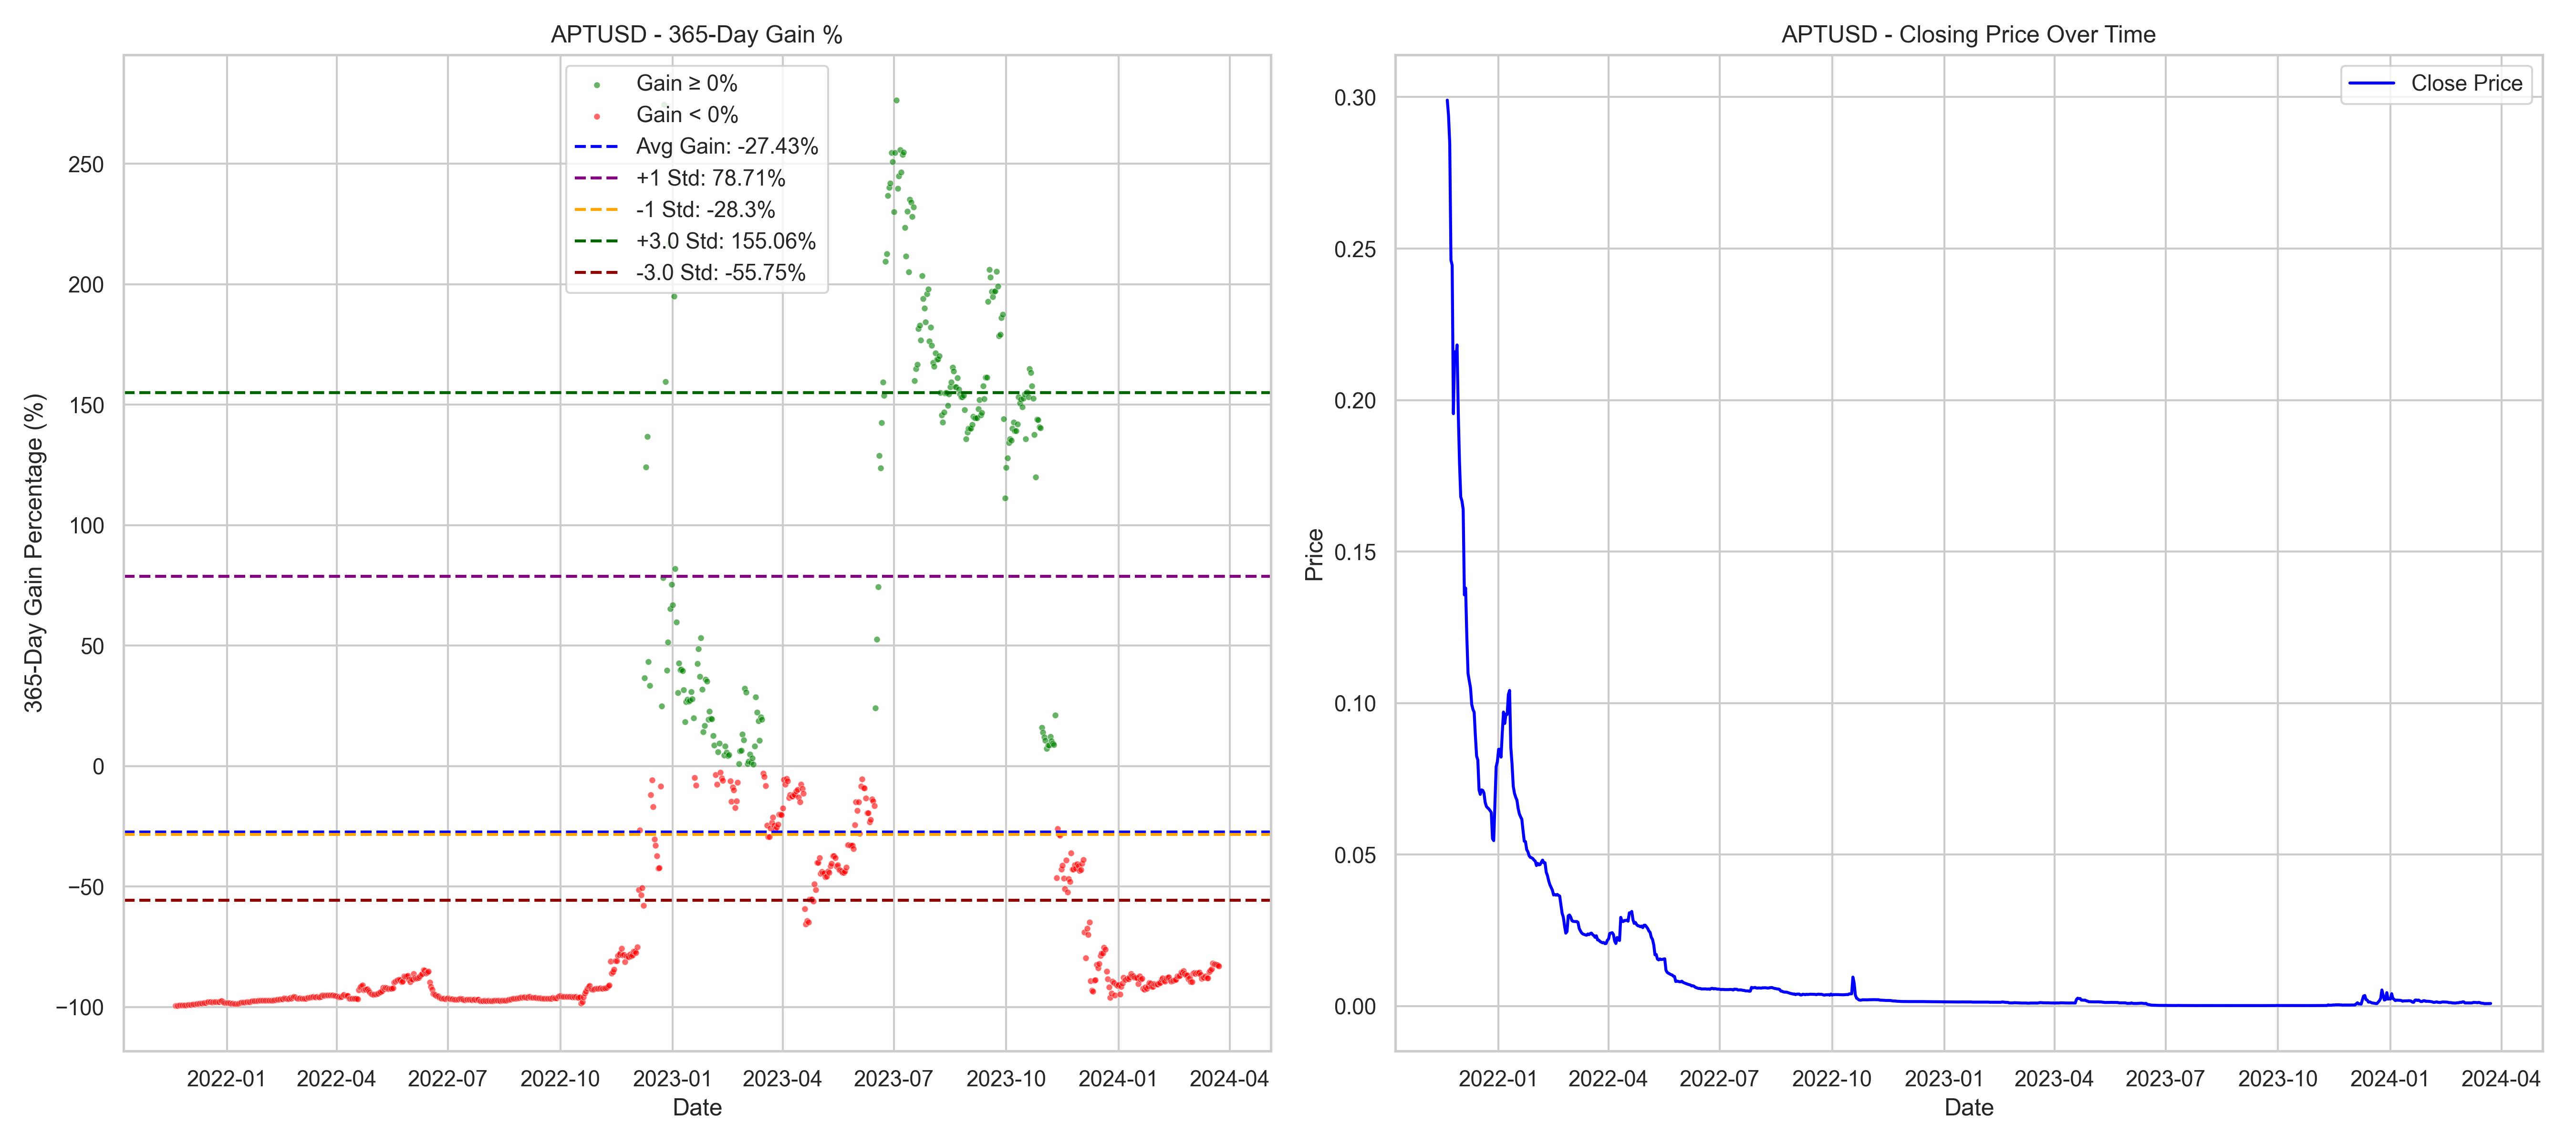 APTUSD - 365-Day Gain %
Gain ≥ 0%
Gain < 0%
Avg Gain: -27.43%
+1 Std: 78.71%
-1 Std: -28.3%
+3.0 Std: 155.06%
-3.0 Std: -55.75%
365-Day Gain Percentage (%)
250
200
150
100
50
0
−50
−100
2022-01 2022-04 2022-07 2022-10 2023-01 2023-04 2023-07 2023-10 2024-01 2024-04
Date
APTUSD - Closing Price Over Time
Close Price
Price
0.30
0.25
0.20
0.15
0.10
0.05
0.00
2022-01 2022-04 2022-07 2022-10 2023-01 2023-04 2023-07 2023-10 2024-01 2024-04
Date